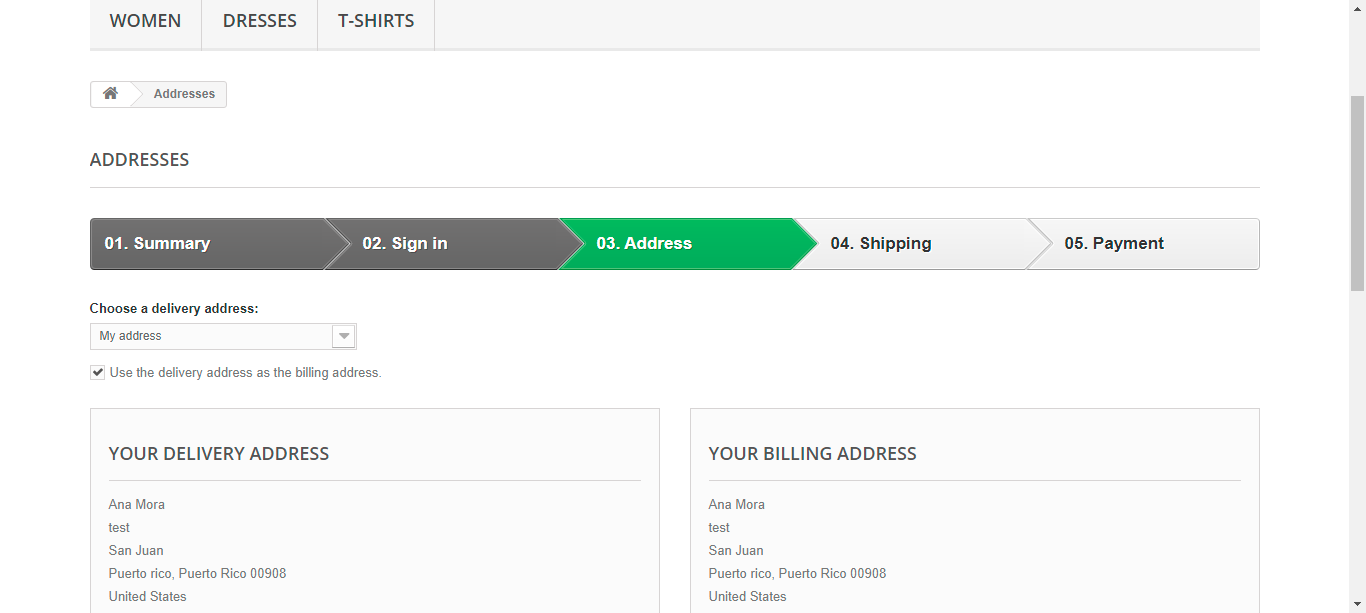 WOMEN DRESSES T-SHIRTS
Addresses
ADDRESSES
01. Summary 02. Sign in 03. Address 04. Shipping 05. Payment
Choose a delivery address:
My address
Use the delivery address as the billing address.
YOUR DELIVERY ADDRESS
Ana Mora
test
San Juan
Puerto rico, Puerto Rico 00908
United States
YOUR BILLING ADDRESS
Ana Mora
test
San Juan
Puerto rico, Puerto Rico 00908
United States